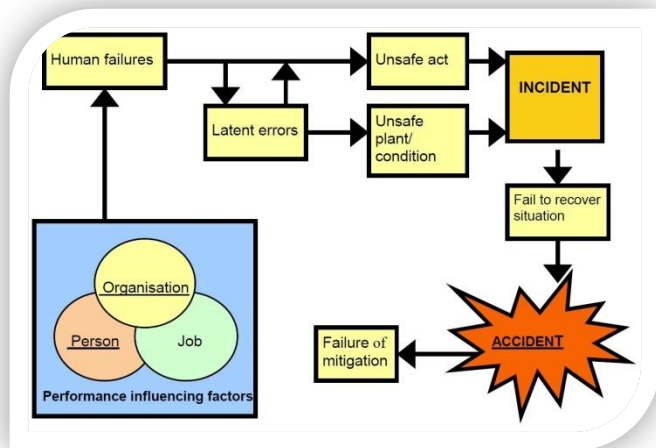 Human failures
Unsafe act
INCIDENT
Latent errors
Unsafe
plant/
condition
Fail to recover
situation
Organisation
Person
Job
Performance influencing factors
Failure of
mitigation
ACCIDENT